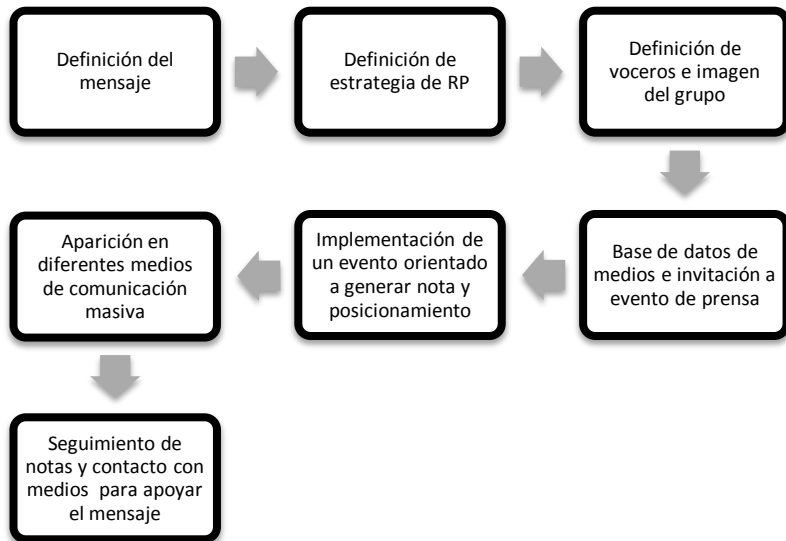 Definición del
mensaje
Definición de
estrategia de RP
Definición de
voceros e imagen
del grupo
Base de datos de
medios e invitación a
evento de prensa
Implementación de
un evento orientado
a generar nota y
posicionamiento
Aparición en
diferentes medios
de comunicación
masiva
Seguimiento de
notas y contacto con
medios para apoyar
el mensaje